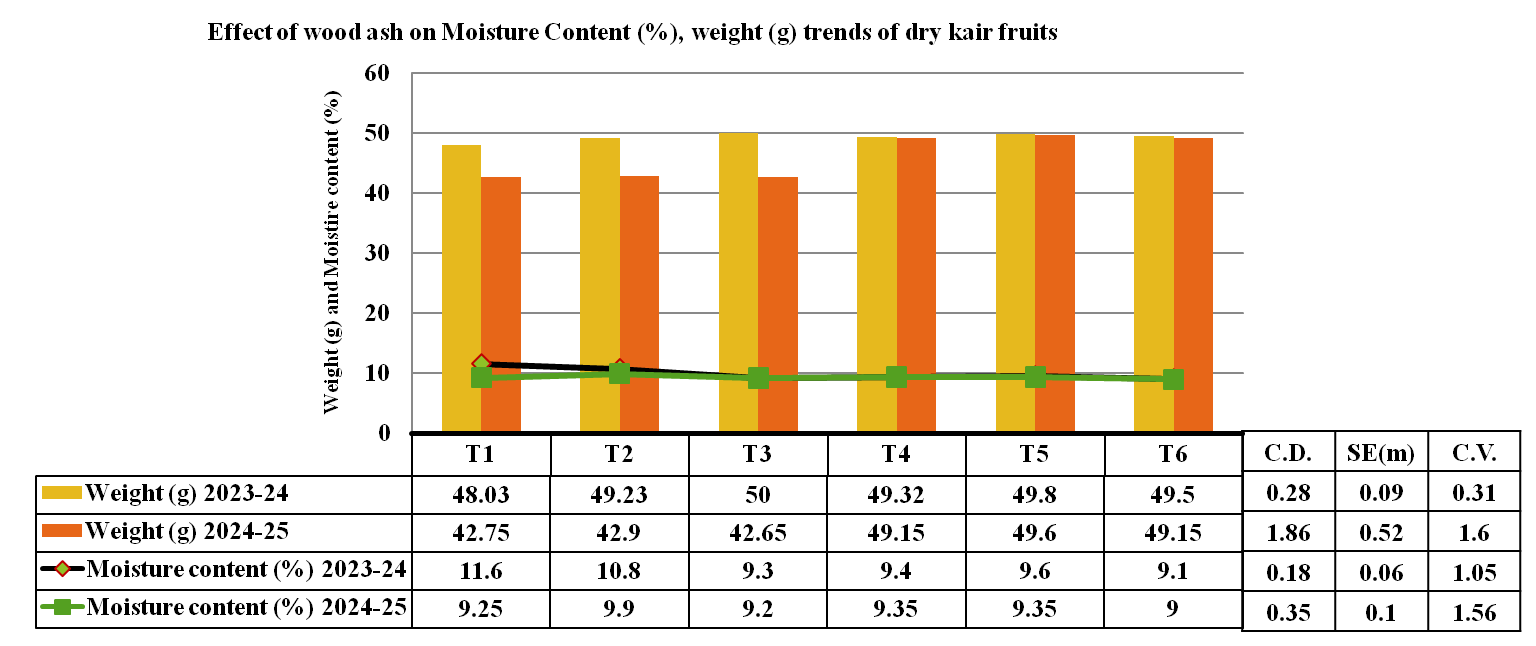 Effect of wood ash on Moisture Content (%), weight (g) trends of dry kair fruits
Weight (g) and Moistire content (%)
60
50
40
30
20
10
0
T1 T2 T3 T4 T5 T6 C.D. SE(m) C.V.
Weight (g) 2023-24 48.03 49.23 50 49.32 49.8 49.5 0.28 0.09 0.31
Weight (g) 2024-25 42.75 42.9 42.65 49.15 49.6 49.15 1.86 0.52 1.6
Moisture content (%) 2023-24 11.6 10.8 9.3 9.4 9.6 9.1 0.18 0.06 1.05
Moisture content (%) 2024-25 9.25 9.9 9.2 9.35 9.35 9 0.35 0.1 1.56